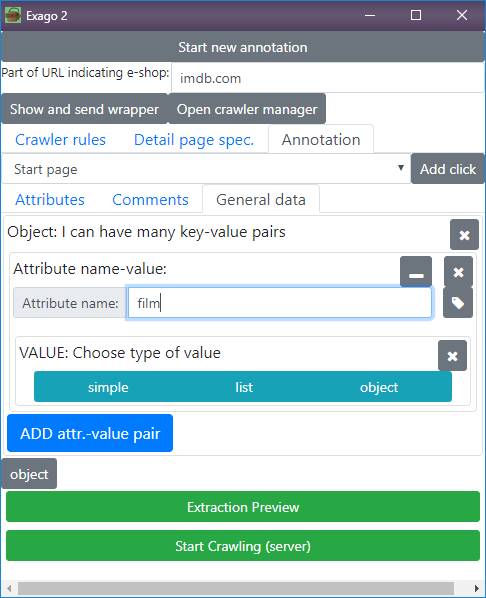 Exago 2
Start new annotation
Part of URL indicating e-shop: imdb.com
Show and send wrapper Open crawler manager
Crawler rules Detail page spec. Annotation
Start page Add click
Attributes Comments General data
Object: I can have many key-value pairs
Attribute name-value:
Attribute name: film
VALUE: Choose type of value
simple list object
ADD attr.-value pair
object
Extraction Preview
Start Crawling (server)